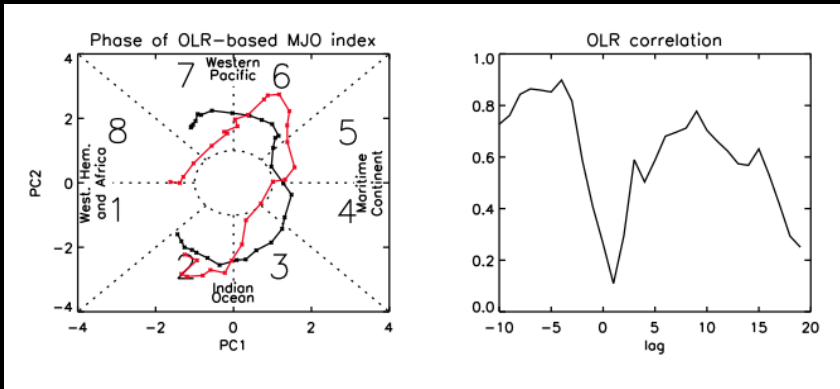 Phase of OLR-based MJO index
4
2
0
−2
−4
PC2
7
Western
Pacific
6
8
5
West. Hem.
and Africa
Maritime
Continent
1
4
2
Indian
Ocean
3
−4
−2
0
2
4
PC1
OLR correlation
1.0
0.8
0.6
0.4
0.2
0.0
−10
−5
0
5
10
15
20
lag